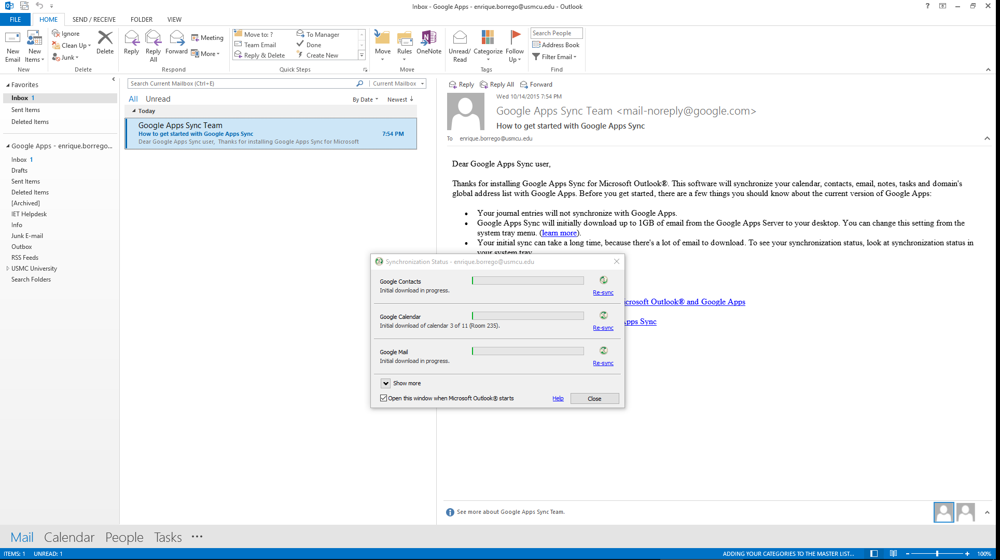 Inbox - Google Apps - enrique.borrego@usmcu.edu - Outlook
FILE HOME SEND / RECEIVE FOLDER VIEW
New Email
New Items
New
Ignore
Clean Up
Junk
Delete
Delete
Reply
Reply All
Forward
Meeting
More
Respond
Move to: ?
Team Email
Reply & Delete
To Manager
Done
Create New
Quick Steps
Move
Rules
OneNote
Move
Unread/ Read
Categorize
Follow Up
Tags
Search People
Address Book
Filter Email
Find
Favorites
Inbox 1
Sent Items
Deleted Items
Google Apps - enrique.borrego...
Inbox 1
Drafts
Sent Items
Deleted Items
[Archived]
IET Helpdesk
Info
Junk E-mail
Outbox
RSS Feeds
USMC University
Search Folders
Search Current Mailbox (Ctrl+E) Current Mailbox
All Unread By Date Newest
Today
Google Apps Sync Team
How to get started with Google Apps Sync 7:54 PM
Dear Google Apps Sync user, Thanks for installing Google Apps Sync for Microsoft
Reply Reply All Forward
Wed 10/14/2015 7:54 PM
Google Apps Sync Team <mail-noreply@google.com>
How to get started with Google Apps Sync
To enrique.borrego@usmcu.edu
Dear Google Apps Sync user,
Thanks for installing Google Apps Sync for Microsoft Outlook®. This software will synchronize your calendar, contacts, email, notes, tasks and domain's
global address list with Google Apps. Before you get started, there are a few things you should know about the current version of Google Apps:
• Your journal entries will not synchronize with Google Apps.
• Google Apps Sync will initially download up to 1GB of email from the Google Apps Server to your desktop. You can change this setting from the
system tray menu. (learn more).
• Your initial sync can take a long time, because there's a lot of email to download. To see your synchronization status, look at synchronization status in
your system tray.
icrosoft Outlook® and Google Apps
Apps Sync
Synchronization Status - enrique.borrego@usmcu.edu
Google Contacts
Initial download in progress.
Re-sync
Google Calendar
Initial download of calendar 3 of 11 (Room 235).
Re-sync
Google Mail
Initial download in progress.
Re-sync
Show more
Open this window when Microsoft Outlook® starts Help Close
See more about Google Apps Sync Team.
Mail Calendar People Tasks ···
ITEMS: 1 UNREAD: 1 ADDING YOUR CATEGORIES TO THE MASTER LIST... 100%